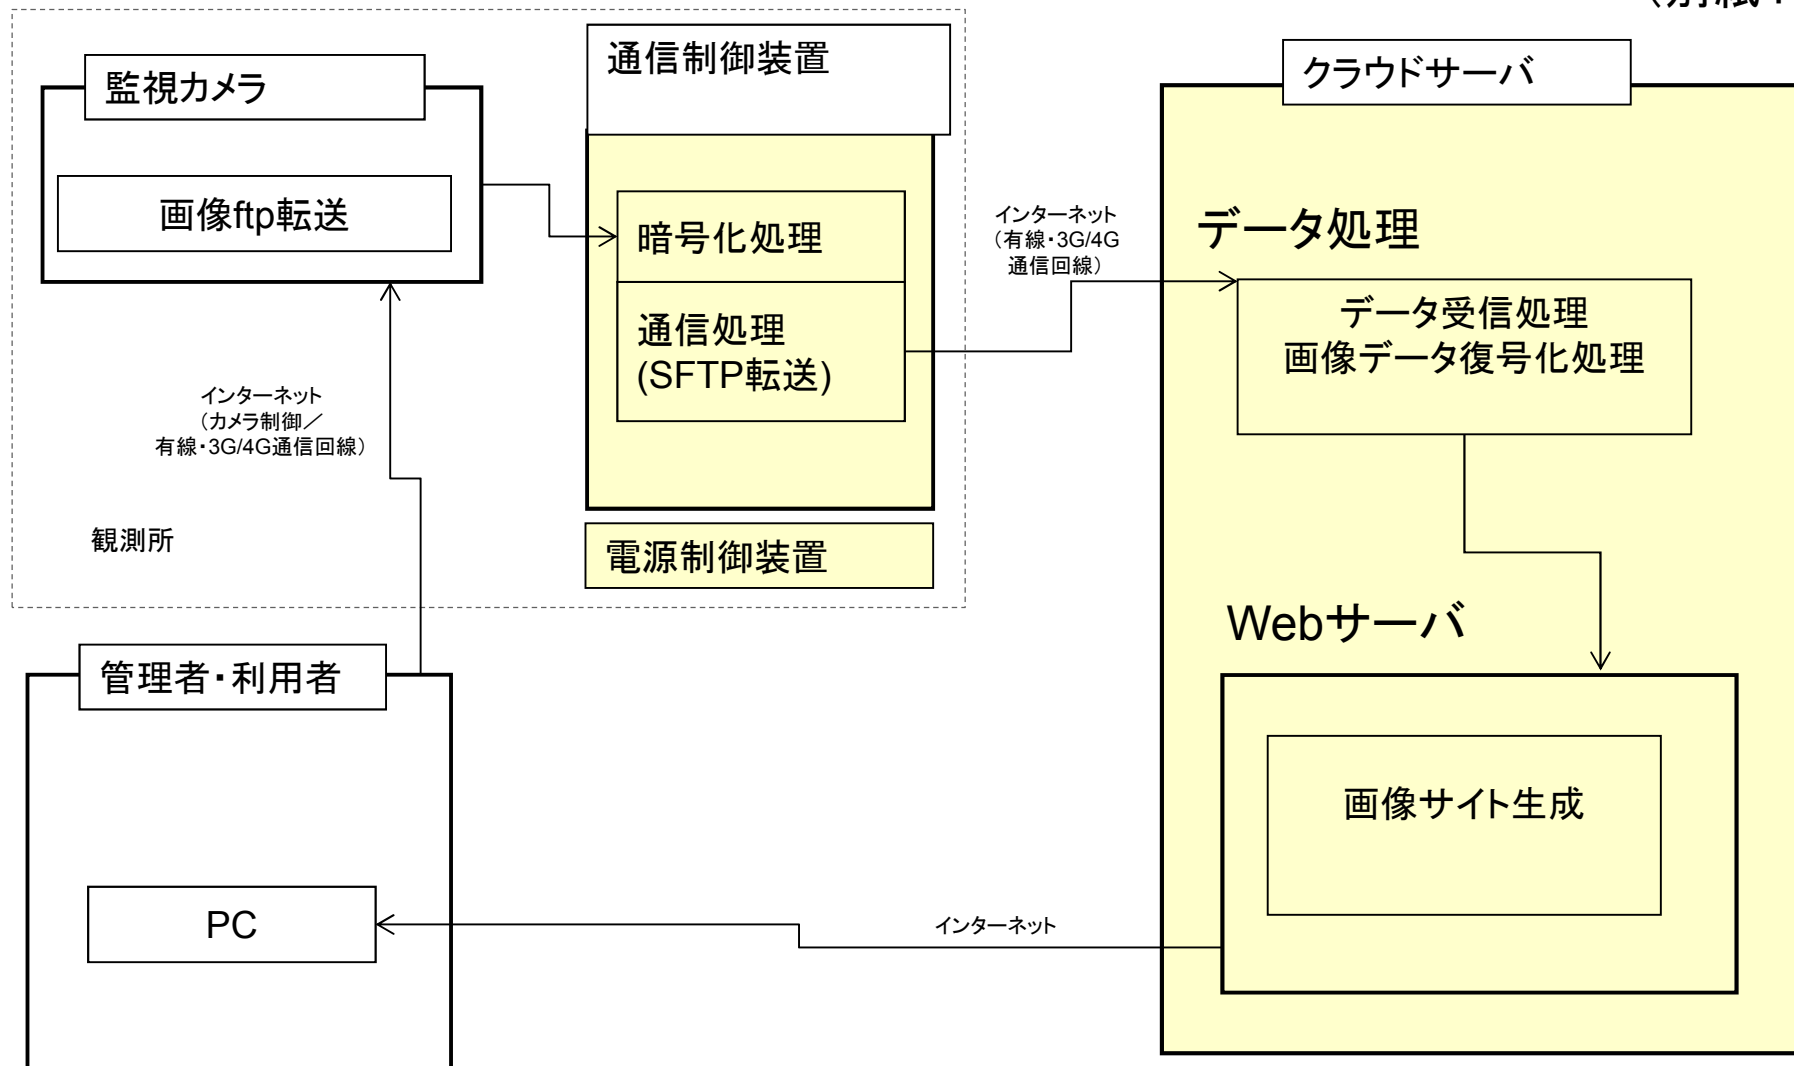 監視カメラ
画像ftp転送
通信制御装置
暗号化処理
通信処理
(SFTP転送)
電源制御装置
観測所
インターネット
（カメラ制御／
有線・3G/4G通信回線）
インターネット
（有線・3G/4G
通信回線）
クラウドサーバ
データ処理
データ受信処理
画像データ復号化処理
Webサーバ
画像サイト生成
管理者・利用者
PC
インターネット